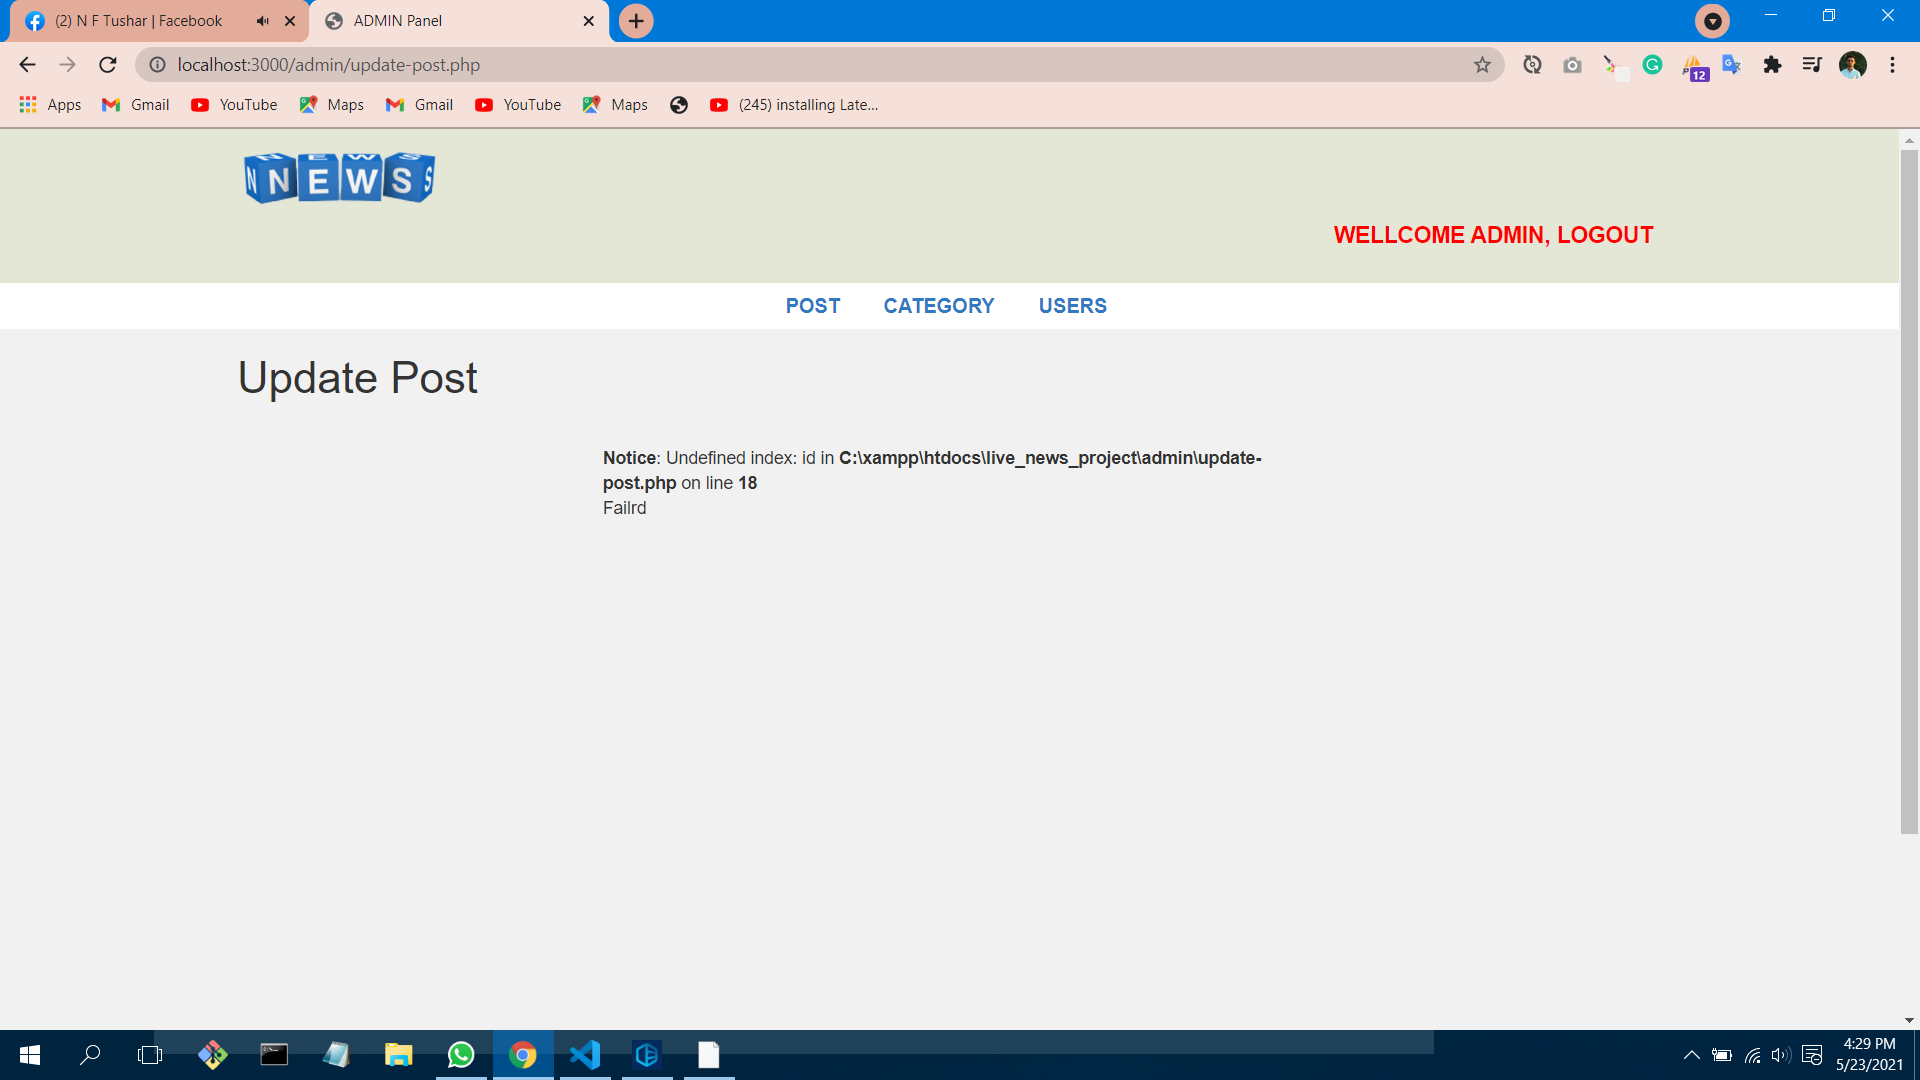 (2) N F Tushar | Facebook
ADMIN Panel
localhost:3000/admin/update-post.php
12
Apps
Gmail
YouTube
Maps
Gmail
YouTube
Maps
(245) installing Late...
NEWS
WELLCOME ADMIN, LOGOUT
POST CATEGORY USERS
Update Post
Notice: Undefined index: id in C:\xampp\htdocs\live_news_project\admin\update-
post.php on line 18
Failrd
4:29 PM
5/23/2021